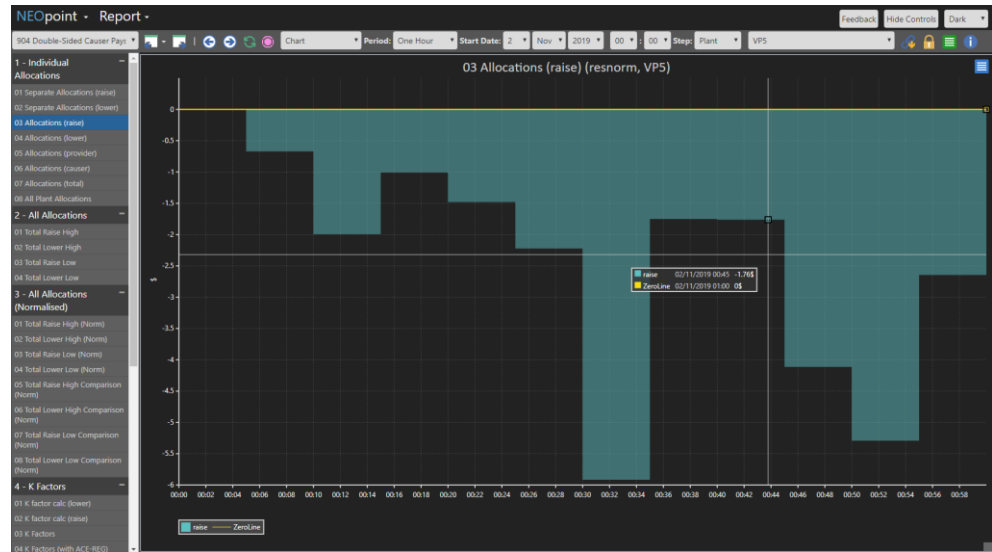 NEOpoint - Report -
Feedback Hide Controls Dark
904 Double-Sided Causer Pays Chart Period: One Hour Start Date: 2 Nov 2019 00 : 00 Step: Plant VP5
1 - Individual Allocations
01 Separate Allocations (raise)
02 Separate Allocations (lower)
03 Allocations (raise)
04 Allocations (lower)
05 Allocations (provider)
06 Allocations (causer)
07 Allocations (total)
08 All Plant Allocations
2 - All Allocations
01 Total Raise High
02 Total Lower High
03 Total Raise Low
04 Total Lower Low
3 - All Allocations (Normalised)
01 Total Raise High (Norm)
02 Total Lower High (Norm)
03 Total Raise Low (Norm)
04 Total Lower Low (Norm)
05 Total Raise High Comparison (Norm)
06 Total Lower High Comparison (Norm)
07 Total Raise Low Comparison (Norm)
08 Total Lower Low Comparison (Norm)
4 - K Factors
01 K factor calc (lower)
02 K factor calc (raise)
03 K Factors
04 K Factors (with ACE-REG)
03 Allocations (raise) (resnorm, VP5)
0
-0.5
-1
-1.5
-2
-2.5
-3
-3.5
-4
-4.5
-5
-5.5
-6
$
raise 02/11/2019 00:45 -1.76$
ZeroLine 02/11/2019 01:00 0$
00:00 00:02 00:04 00:06 00:08 00:10 00:12 00:14 00:16 00:18 00:20 00:22 00:24 00:26 00:28 00:30 00:32 00:34 00:36 00:38 00:40 00:42 00:44 00:46 00:48 00:50 00:52 00:54 00:56 00:58
raise ZeroLine